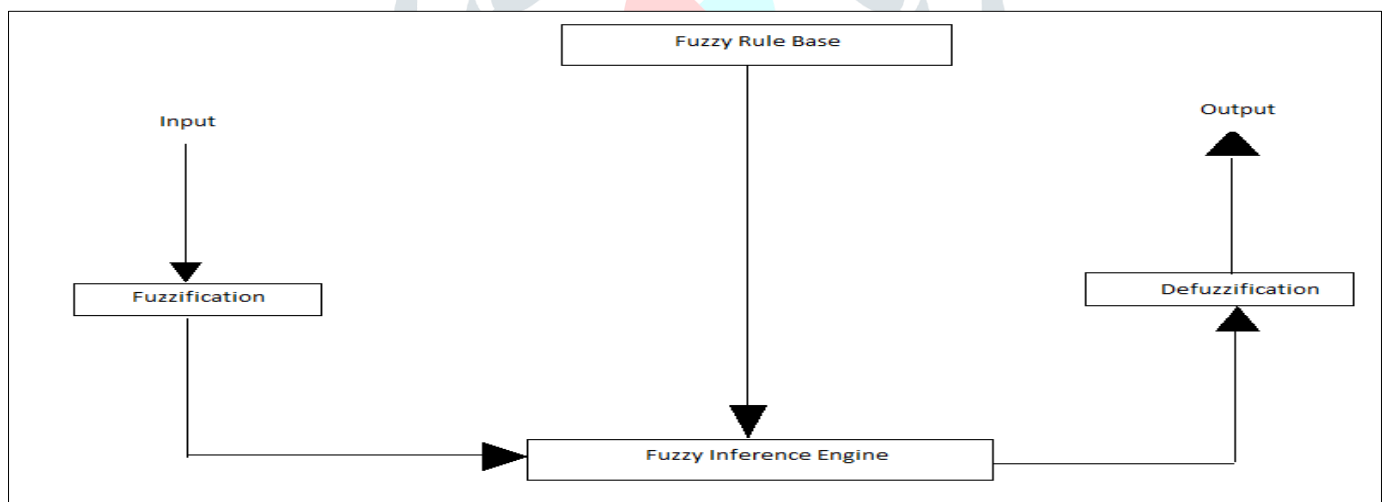 Fuzzy Rule Base
Input
Output
Fuzzification
Defuzzification
Fuzzy Inference Engine